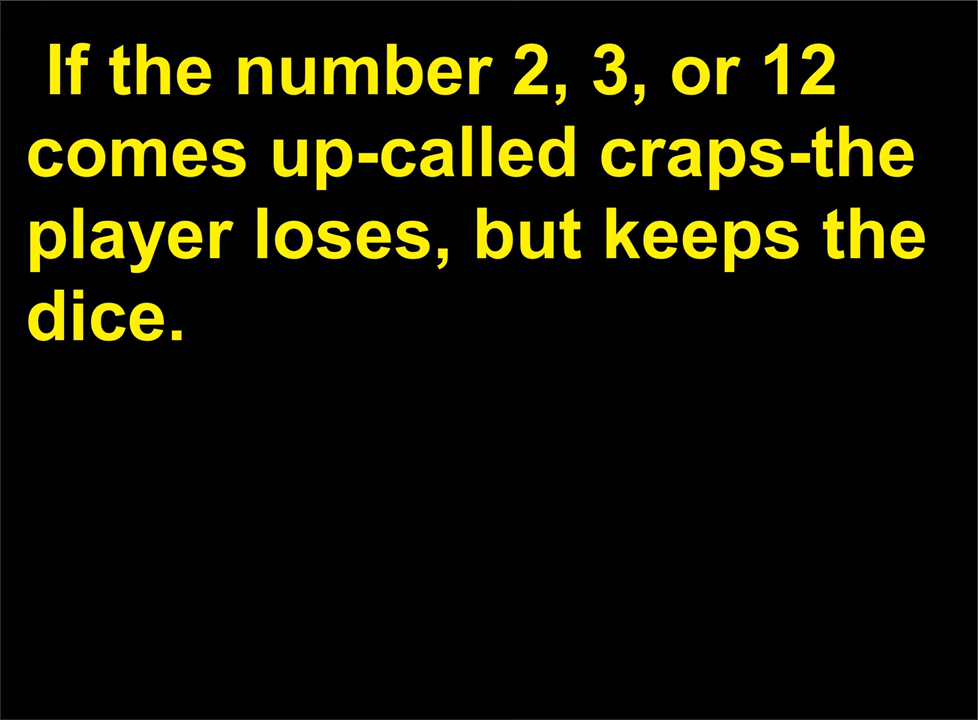 If the number 2, 3, or 12
comes up-called craps-the
player loses, but keeps the
dice.